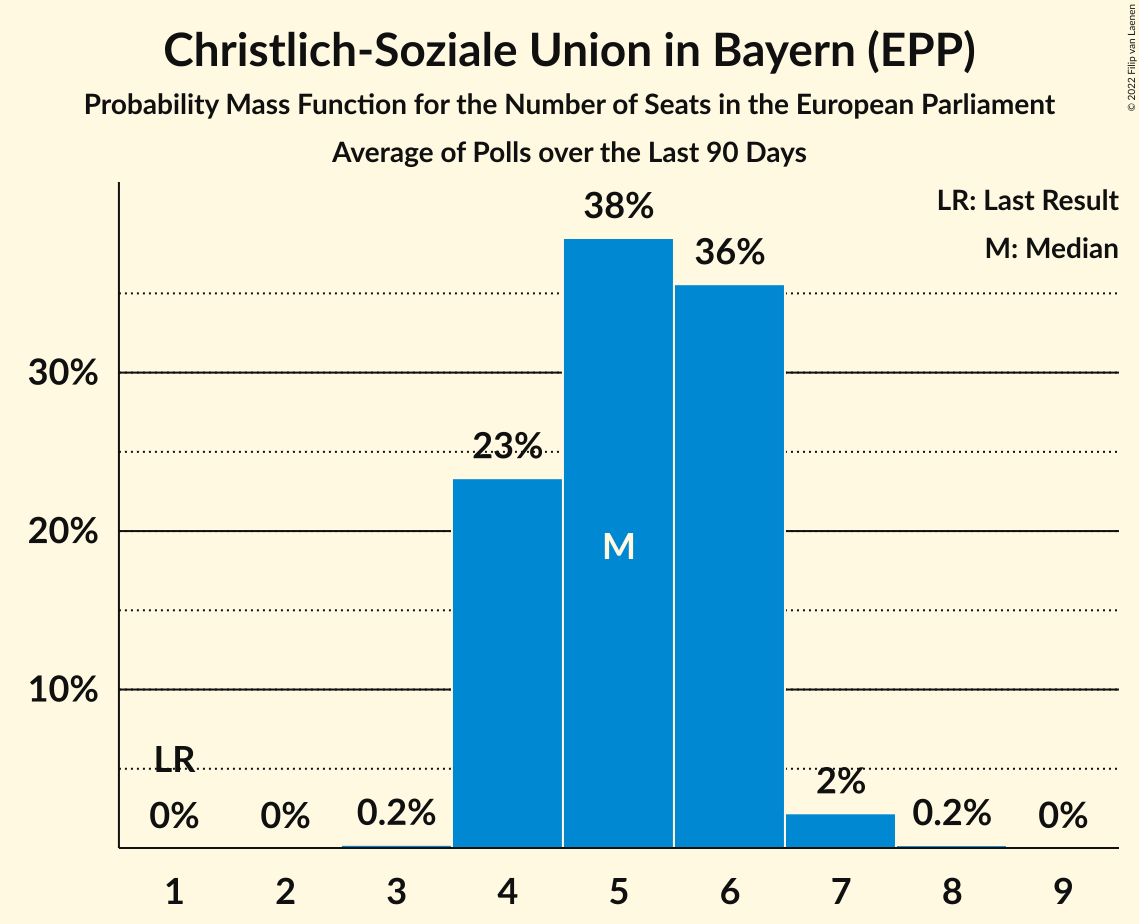 Christlich-Soziale Union in Bayern (EPP)
Probability Mass Function for the Number of Seats in the European Parliament
Average of Polls over the Last 90 Days
© 2022 Filip van Laenen
LR: Last Result
M: Median
38%
36%
30%
23%
20%
M
10%
LR
0%
0%
0.2%
2%
0.2%
0%
1 2 3 4 5 6 7 8 9